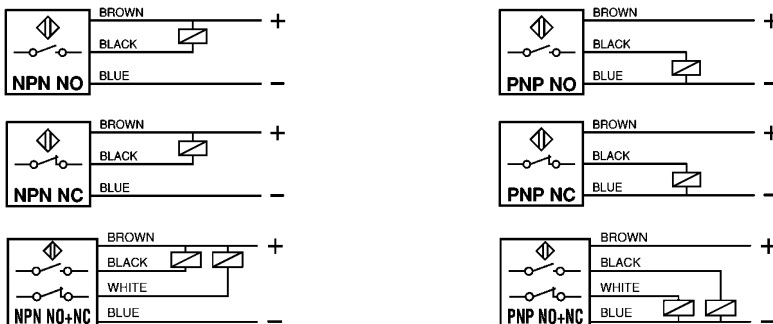 BROWN
+
BLACK
NPN NO
BLUE
−
BROWN
+
BLACK
PNP NO
BLUE
−
BROWN
+
BLACK
NPN NC
BLUE
−
BROWN
+
BLACK
PNP NC
BLUE
−
BROWN
+
BLACK
WHITE
NPN NO+NC
BLUE
−
BROWN
+
BLACK
WHITE
PNP NO+NC
BLUE
−